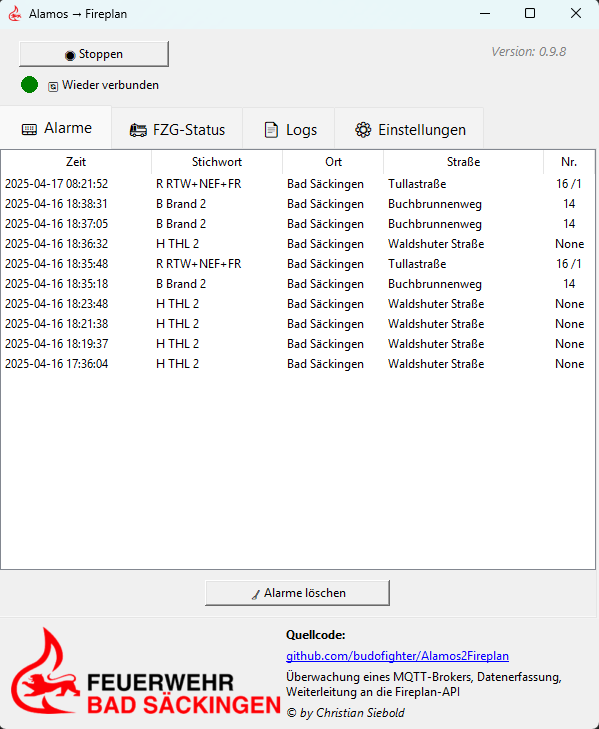 Alamos → Fireplan
Stoppen
Version: 0.9.8
Wieder verbunden
Alarme FZG-Status Logs Einstellungen
Zeit Stichwort Ort Straße Nr.
2025-04-17 08:21:52 R RTW+NEF+FR Bad Säckingen Tullastraße 16 /1
2025-04-16 18:38:31 B Brand 2 Bad Säckingen Buchbrunnenweg 14
2025-04-16 18:37:05 B Brand 2 Bad Säckingen Buchbrunnenweg 14
2025-04-16 18:36:32 H THL 2 Bad Säckingen Waldshuter Straße None
2025-04-16 18:35:48 R RTW+NEF+FR Bad Säckingen Tullastraße 16 /1
2025-04-16 18:35:18 B Brand 2 Bad Säckingen Buchbrunnenweg 14
2025-04-16 18:23:48 H THL 2 Bad Säckingen Waldshuter Straße None
2025-04-16 18:21:38 H THL 2 Bad Säckingen Waldshuter Straße None
2025-04-16 18:19:37 H THL 2 Bad Säckingen Waldshuter Straße None
2025-04-16 17:36:04 H THL 2 Bad Säckingen Waldshuter Straße None
Alarme löschen
FEUERWEHR
BAD SÄCKINGEN
Quellcode:
github.com/budofighter/Alamos2Fireplan
Überwachung eines MQTT-Brokers, Datenerfassung,
Weiterleitung an die Fireplan-API
© by Christian Siebold